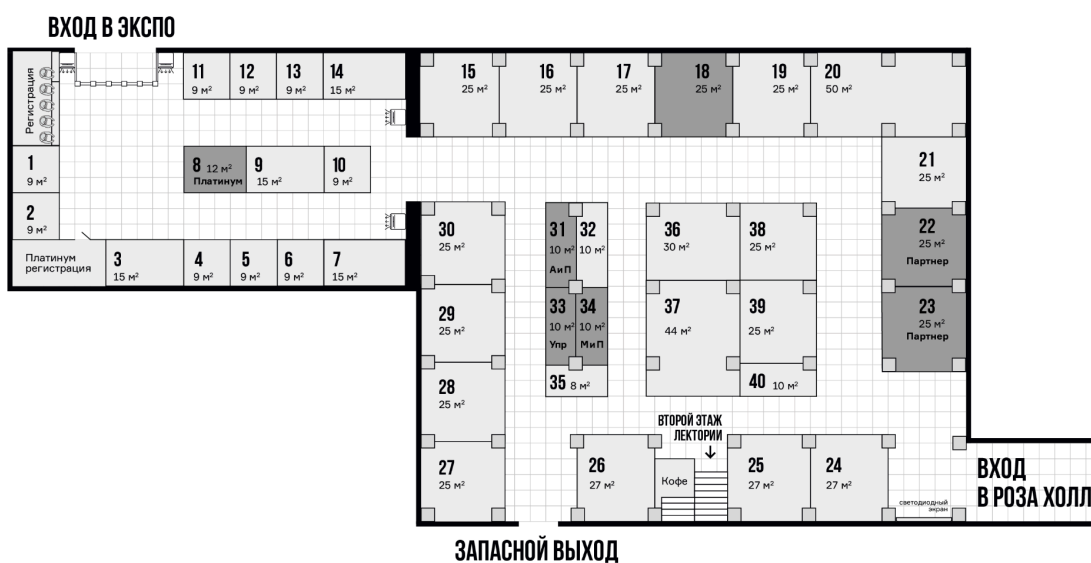 ВХОД В ЭКСПО
Регистрация
11
9 м²
12
9 м²
13
9 м²
14
15 м²
15
25 м²
16
25 м²
17
25 м²
18
25 м²
19
25 м²
20
50 м²
1
9 м²
8 12 м²
Платинум
9
15 м²
10
9 м²
21
25 м²
2
9 м²
Платинум
регистрация
3
15 м²
4
9 м²
5
9 м²
6
9 м²
7
15 м²
30
25 м²
31
10 м²
АиП
32
10 м²
36
30 м²
38
25 м²
22
25 м²
Партнер
29
25 м²
33
10 м²
Упр
34
10 м²
МиП
37
44 м²
39
25 м²
23
25 м²
Партнер
28
25 м²
35 8 м²
40 10 м²
ВТОРОЙ ЭТАЖ
ЛЕКТОРИИ
27
25 м²
26
27 м²
Кофе
25
27 м²
24
27 м²
светодиодный
экран
ВХОД
В РОЗА ХОЛЛ
ЗАПАСНОЙ ВЫХОД